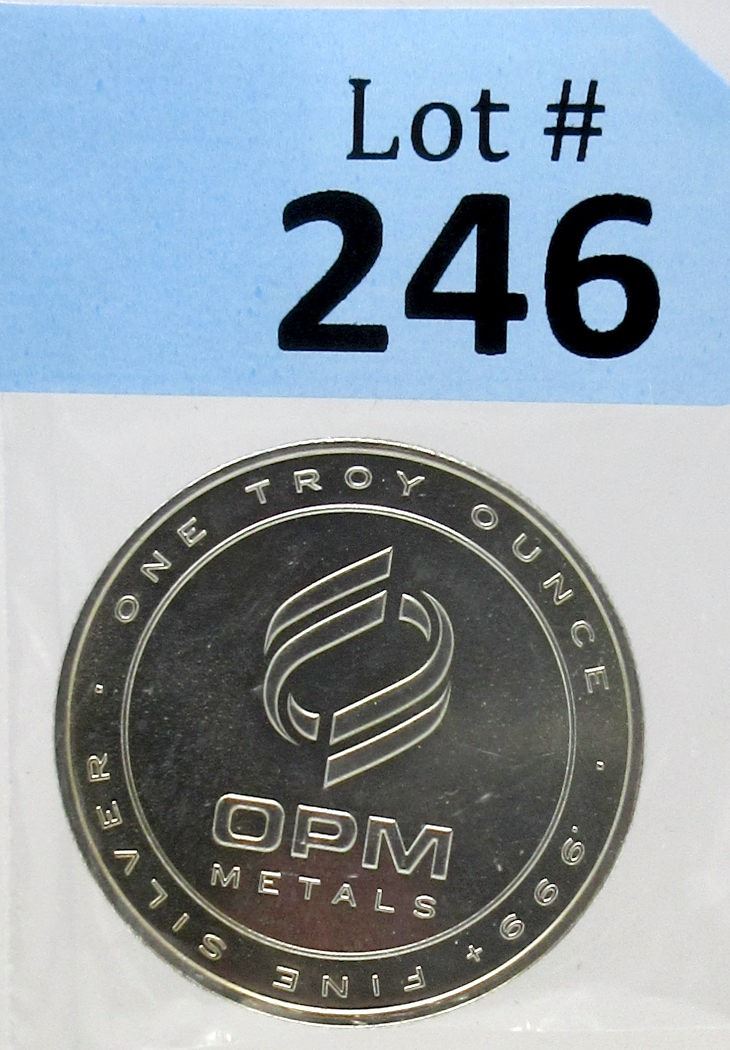 Lot #
246
ONE TROY OUNCE · .999+ FINE SILVER ·
OPM
METALS